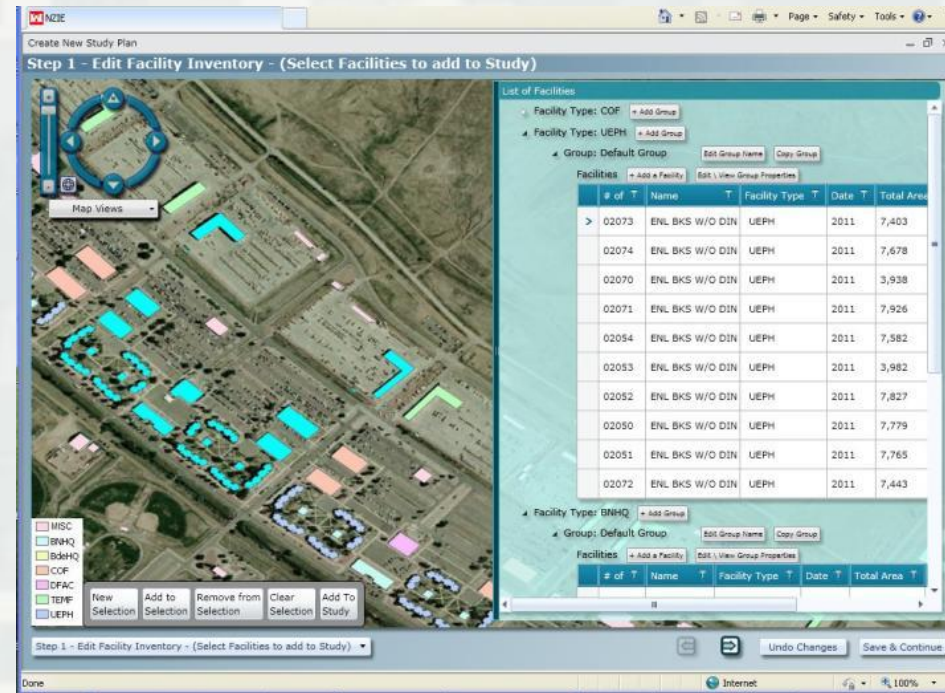 NZIE
Page Safety Tools
Create New Study Plan
Step 1 - Edit Facility Inventory - (Select Facilities to add to Study)
Map Views
List of Facilities
Facility Type: COF + Add Group
Facility Type: UEPH + Add Group
Group: Default Group Edit Group Name Copy Group
Facilities + Add a Facility Edit \ View Group Properties
# of Name Facility Type Date Total Area
> 02073 ENL BKS W/O DIN UEPH 2011 7,403
02074 ENL BKS W/O DIN UEPH 2011 7,678
02070 ENL BKS W/O DIN UEPH 2011 3,938
02071 ENL BKS W/O DIN UEPH 2011 7,926
02054 ENL BKS W/O DIN UEPH 2011 7,582
02053 ENL BKS W/O DIN UEPH 2011 3,982
02052 ENL BKS W/O DIN UEPH 2011 7,827
02050 ENL BKS W/O DIN UEPH 2011 7,779
02051 ENL BKS W/O DIN UEPH 2011 7,765
02072 ENL BKS W/O DIN UEPH 2011 7,443
Facility Type: BNHQ + Add Group
Group: Default Group Edit Group Name Copy Group
Facilities + Add a Facility Edit \ View Group Properties
# of Name Facility Type Date Total Area
MISC
BNHQ
BdeHQ
COF
DFAC
TEMF
UEPH
New Selection
Add to Selection
Remove from Selection
Clear Selection
Add To Study
Step 1 - Edit Facility Inventory - (Select Facilities to add to Study)
Undo Changes Save & Continue
Done Internet 100%